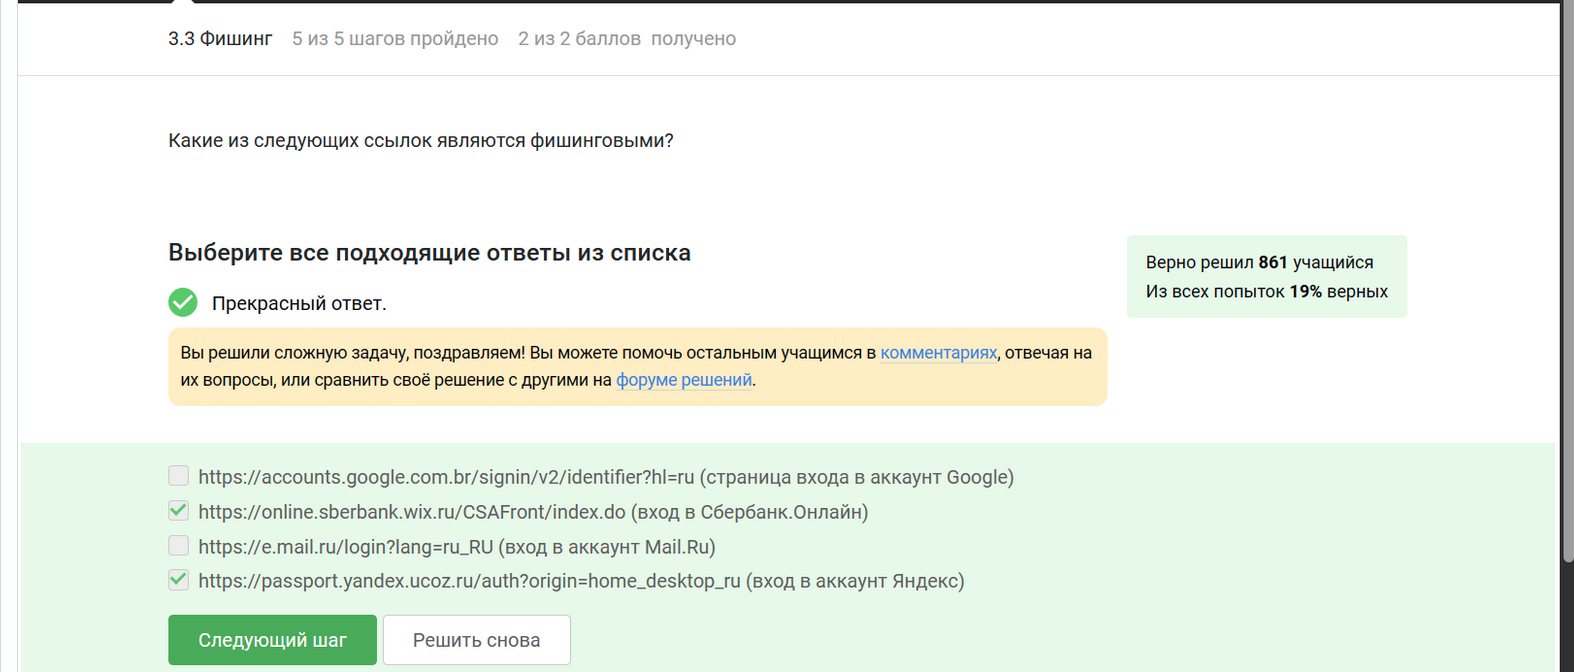 3.3 Фишинг 5 из 5 шагов пройдено 2 из 2 баллов получено
Какие из следующих ссылок являются фишинговыми?
Выберите все подходящие ответы из списка
Прекрасный ответ.
Верно решил 861 учащийся
Из всех попыток 19% верных
Вы решили сложную задачу, поздравляем! Вы можете помочь остальным учащимся в комментариях, отвечая на
их вопросы, или сравнить своё решение с другими на форуме решений.
https://accounts.google.com.br/signin/v2/identifier?hl=ru (страница входа в аккаунт Google)
https://online.sberbank.wix.ru/CSAFront/index.do (вход в Сбербанк.Онлайн)
https://e.mail.ru/login?lang=ru_RU (вход в аккаунт Mail.Ru)
https://passport.yandex.ucoz.ru/auth?origin=home_desktop_ru (вход в аккаунт Яндекс)
Следующий шаг Решить снова